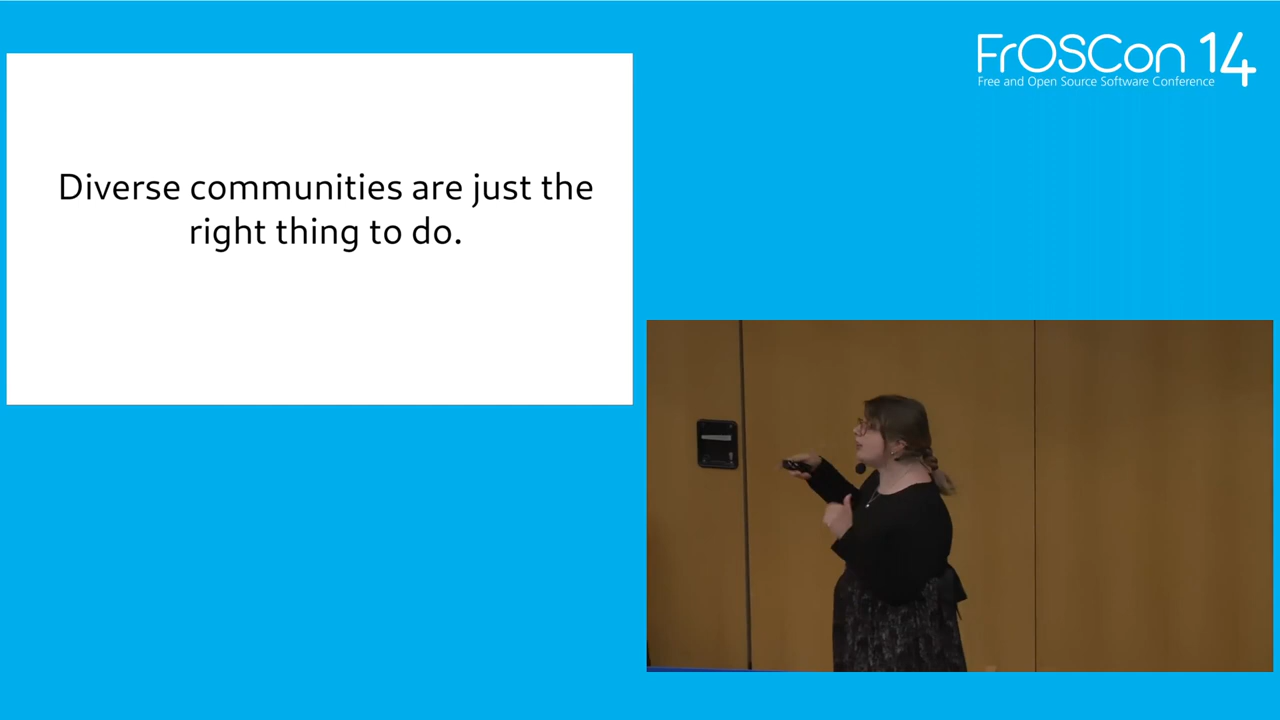 FrOSCon 14
Free and Open Source Software Conference
Diverse communities are just the
right thing to do.